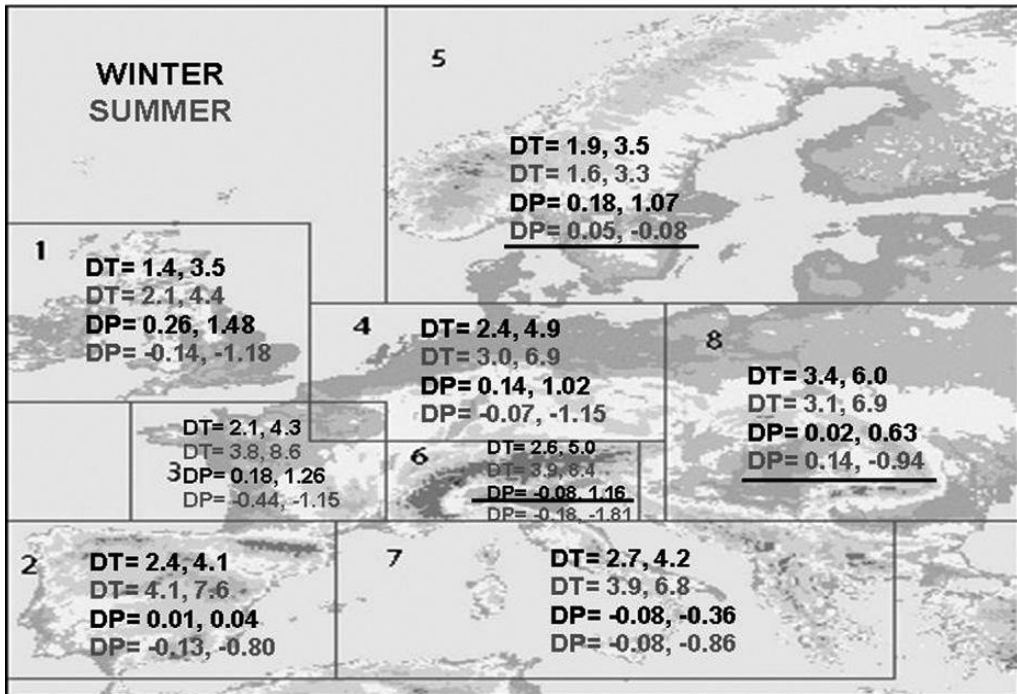 WINTER
SUMMER
5
DT= 1.9, 3.5
DT= 1.6, 3.3
DP= 0.18, 1.07
DP= 0.05, -0.08
1
DT= 1.4, 3.5
DT= 2.1, 4.4
DP= 0.26, 1.48
DP= -0.14, -1.18
4
DT= 2.4, 4.9
DT= 3.0, 6.9
DP= 0.14, 1.02
DP= -0.07, -1.15
8
DT= 3.4, 6.0
DT= 3.1, 6.9
DP= 0.02, 0.63
DP= 0.14, -0.94
3
DT= 2.1, 4.3
DT= 3.8, 8.6
DP= 0.18, 1.26
DP= -0.44, -1.15
6
DT= 2.6, 5.0
DT= 3.9, 8.4
DP= -0.08, 1.16
DP= -0.18, -1.81
2
DT= 2.4, 4.1
DT= 4.1, 7.6
DP= 0.01, 0.04
DP= -0.13, -0.80
7
DT= 2.7, 4.2
DT= 3.9, 6.8
DP= -0.08, -0.36
DP= -0.08, -0.86